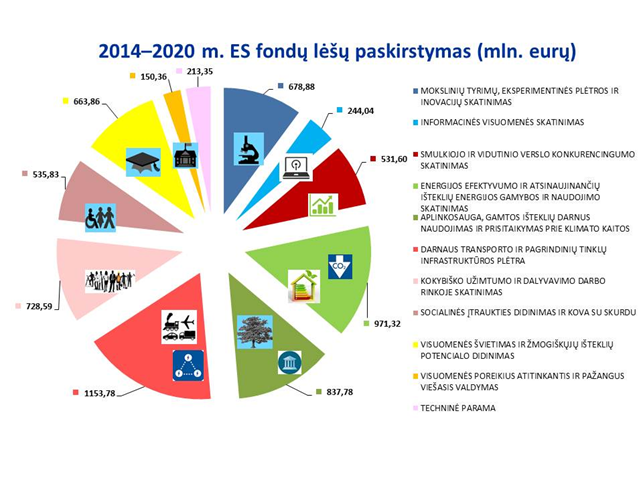 2014–2020 m. ES fondų lėšų paskirstymas (mln. eurų)
213,35
150,36
678,88
663,86
244,04
531,60
535,83
728,59
971,32
1153,78
837,78
CO₂
MOKSLINIŲ TYRIMŲ, EKSPERIMENTINĖS PLĖTROS IR
INOVACIJŲ SKATINIMAS
INFORMACINĖS VISUOMENĖS SKATINIMAS
SMULKIOJO IR VIDUTINIO VERSLO KONKURENCINGUMO
SKATINIMAS
ENERGIJOS EFEKTYVUMO IR ATSINAUJINANČIŲ
IŠTEKLIŲ ENERGIJOS GAMYBOS IR NAUDOJIMO
SKATINIMAS
APLINKOSAUGA, GAMTOS IŠTEKLIŲ DARNUS
NAUDOJIMAS IR PRISITAIKYMAS PRIE KLIMATO KAITOS
DARNAUS TRANSPORTO IR PAGRINDINIŲ TINKLŲ
INFRASTRUKTŪROS PLĖTRA
KOKYBIŠKO UŽIMTUMO IR DALYVAVIMO DARBO
RINKOJE SKATINIMAS
SOCIALINĖS ĮTRAUKTIES DIDINIMAS IR KOVA SU SKURDU
VISUOMENĖS ŠVIETIMAS IR ŽMOGIŠKŲJŲ IŠTEKLIŲ
POTENCIALO DIDINIMAS
VISUOMENĖS POREIKIUS ATITINKANTIS IR PAŽANGUS
VIEŠASIS VALDYMAS
TECHNINĖ PARAMA